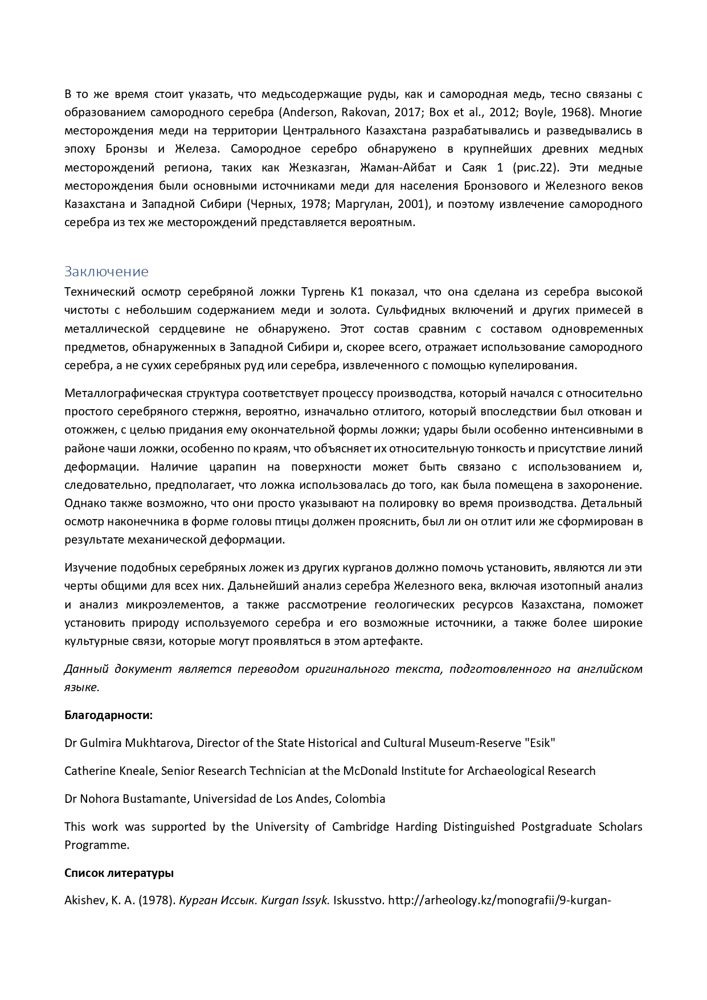 В то же время стоит указать, что медьсодержащие руды, как и самородная медь, тесно связаны с
образованием самородного серебра (Anderson, Rakovan, 2017; Box et al., 2012; Boyle, 1968). Многие
месторождения меди на территории Центрального Казахстана разрабатывались и разведывались в
эпоху Бронзы и Железа. Самородное серебро обнаружено в крупнейших древних медных
месторождений региона, таких как Жезказган, Жаман-Айбат и Саяк 1 (рис.22). Эти медные
месторождения были основными источниками меди для населения Бронзового и Железного веков
Казахстана и Западной Сибири (Черных, 1978; Маргулан, 2001), и поэтому извлечение самородного
серебра из тех же месторождений представляется вероятным.
Заключение
Технический осмотр серебряной ложки Тургень K1 показал, что она сделана из серебра высокой
чистоты с небольшим содержанием меди и золота. Сульфидных включений и других примесей в
металлической сердцевине не обнаружено. Этот состав сравним с составом одновременных
предметов, обнаруженных в Западной Сибири и, скорее всего, отражает использование самородного
серебра, а не сухих серебряных руд или серебра, извлеченного с помощью купелирования.
Металлографическая структура соответствует процессу производства, который начался с относительно
простого серебряного стержня, вероятно, изначально отлитого, который впоследствии был откован и
отожжен, с целью придания ему окончательной формы ложки; удары были особенно интенсивными в
районе чаши ложки, особенно по краям, что объясняет их относительную тонкость и присутствие линий
деформации. Наличие царапин на поверхности может быть связано с использованием и,
следовательно, предполагает, что ложка использовалась до того, как была помещена в захоронение.
Однако также возможно, что они просто указывают на полировку во время производства. Детальный
осмотр наконечника в форме головы птицы должен прояснить, был ли он отлит или же сформирован в
результате механической деформации.
Изучение подобных серебряных ложек из других курганов должно помочь установить, являются ли эти
черты общими для всех них. Дальнейший анализ серебра Железного века, включая изотопный анализ
и анализ микроэлементов, а также рассмотрение геологических ресурсов Казахстана, поможет
установить природу используемого серебра и его возможные источники, а также более широкие
культурные связи, которые могут проявляться в этом артефакте.
Данный документ является переводом оригинального текста, подготовленного на английском
языке.
Благодарности:
Dr Gulmira Mukhtarova, Director of the State Historical and Cultural Museum-Reserve "Esik"
Catherine Kneale, Senior Research Technician at the McDonald Institute for Archaeological Research
Dr Nohora Bustamante, Universidad de Los Andes, Colombia
This work was supported by the University of Cambridge Harding Distinguished Postgraduate Scholars
Programme.
Список литературы
Akishev, K. A. (1978). Курган Иссык. Kurgan Issyk. Iskusstvo. http://arheology.kz/monografii/9-kurgan-